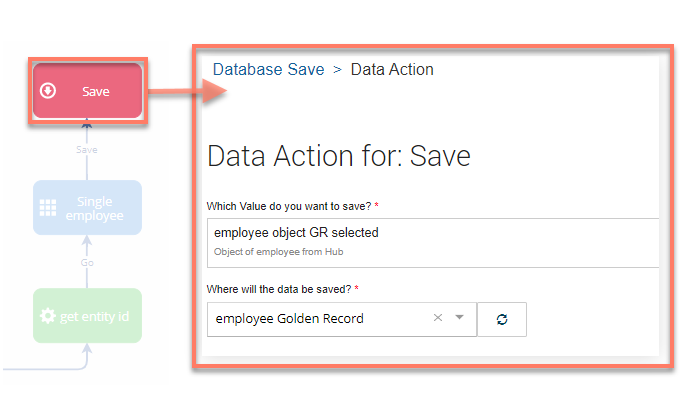 Save
Save
Single
employee
Go
get entity id
Database Save > Data Action
Data Action for: Save
Which Value do you want to save? *
employee object GR selected
Object of employee from Hub
Where will the data be saved? *
employee Golden Record